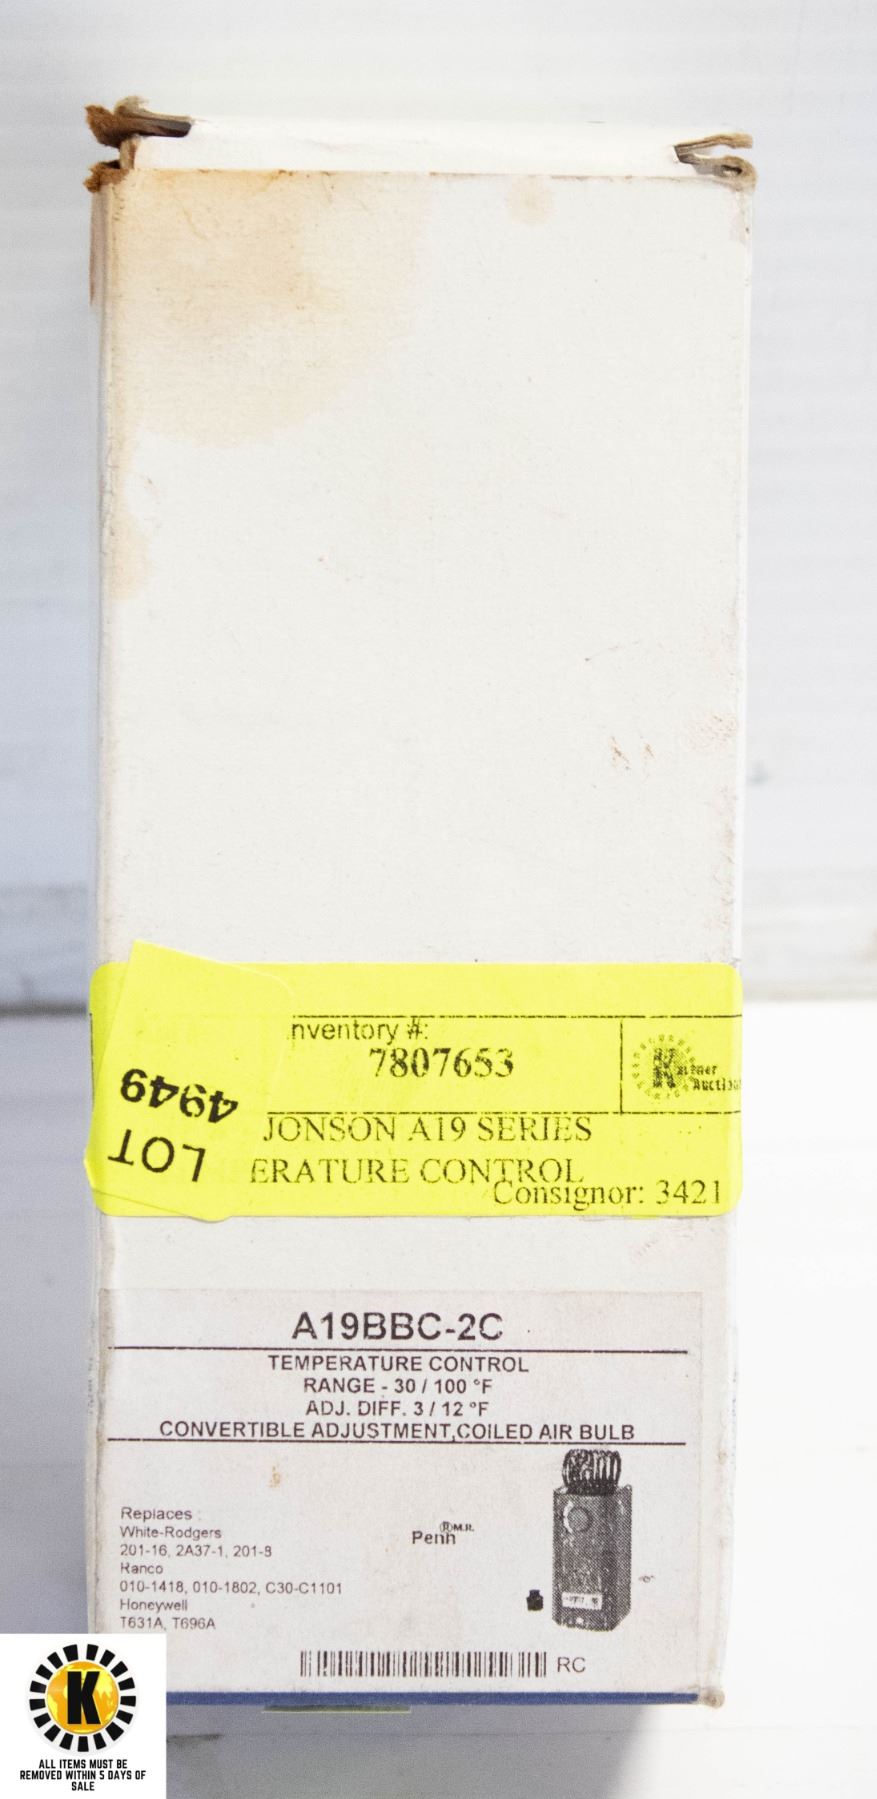 nventory #:
7807653
Kastner
Auctions
LOT
4949
JONSON A19 SERIES
ERATURE CONTROL
Consignor: 3421
A19BBC-2C
TEMPERATURE CONTROL
RANGE - 30 / 100 °F
ADJ. DIFF. 3 / 12 °F
CONVERTIBLE ADJUSTMENT,COILED AIR BULB
Replaces :
White-Rodgers
201-16, 2A37-1, 201-8
Ranco
010-1418, 010-1802, C30-C1101
Honeywell
T631A, T696A
Penn ®M.R.
RC
K
ALL ITEMS MUST BE
REMOVED WITHIN 5 DAYS OF
SALE